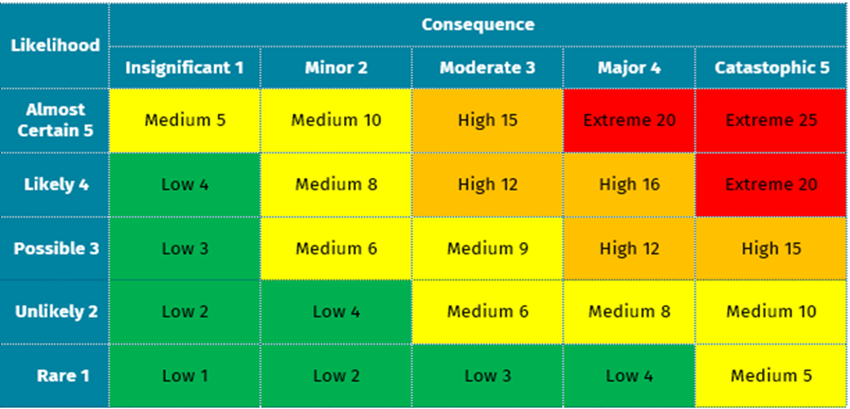 Likelihood
Consequence
Insignificant 1
Minor 2
Moderate 3
Major 4
Catastophic 5
Almost
Certain 5
Medium 5
Medium 10
High 15
Extreme 20
Extreme 25
Likely 4
Low 4
Medium 8
High 12
High 16
Extreme 20
Possible 3
Low 3
Medium 6
Medium 9
High 12
High 15
Unlikely 2
Low 2
Low 4
Medium 6
Medium 8
Medium 10
Rare 1
Low 1
Low 2
Low 3
Low 4
Medium 5